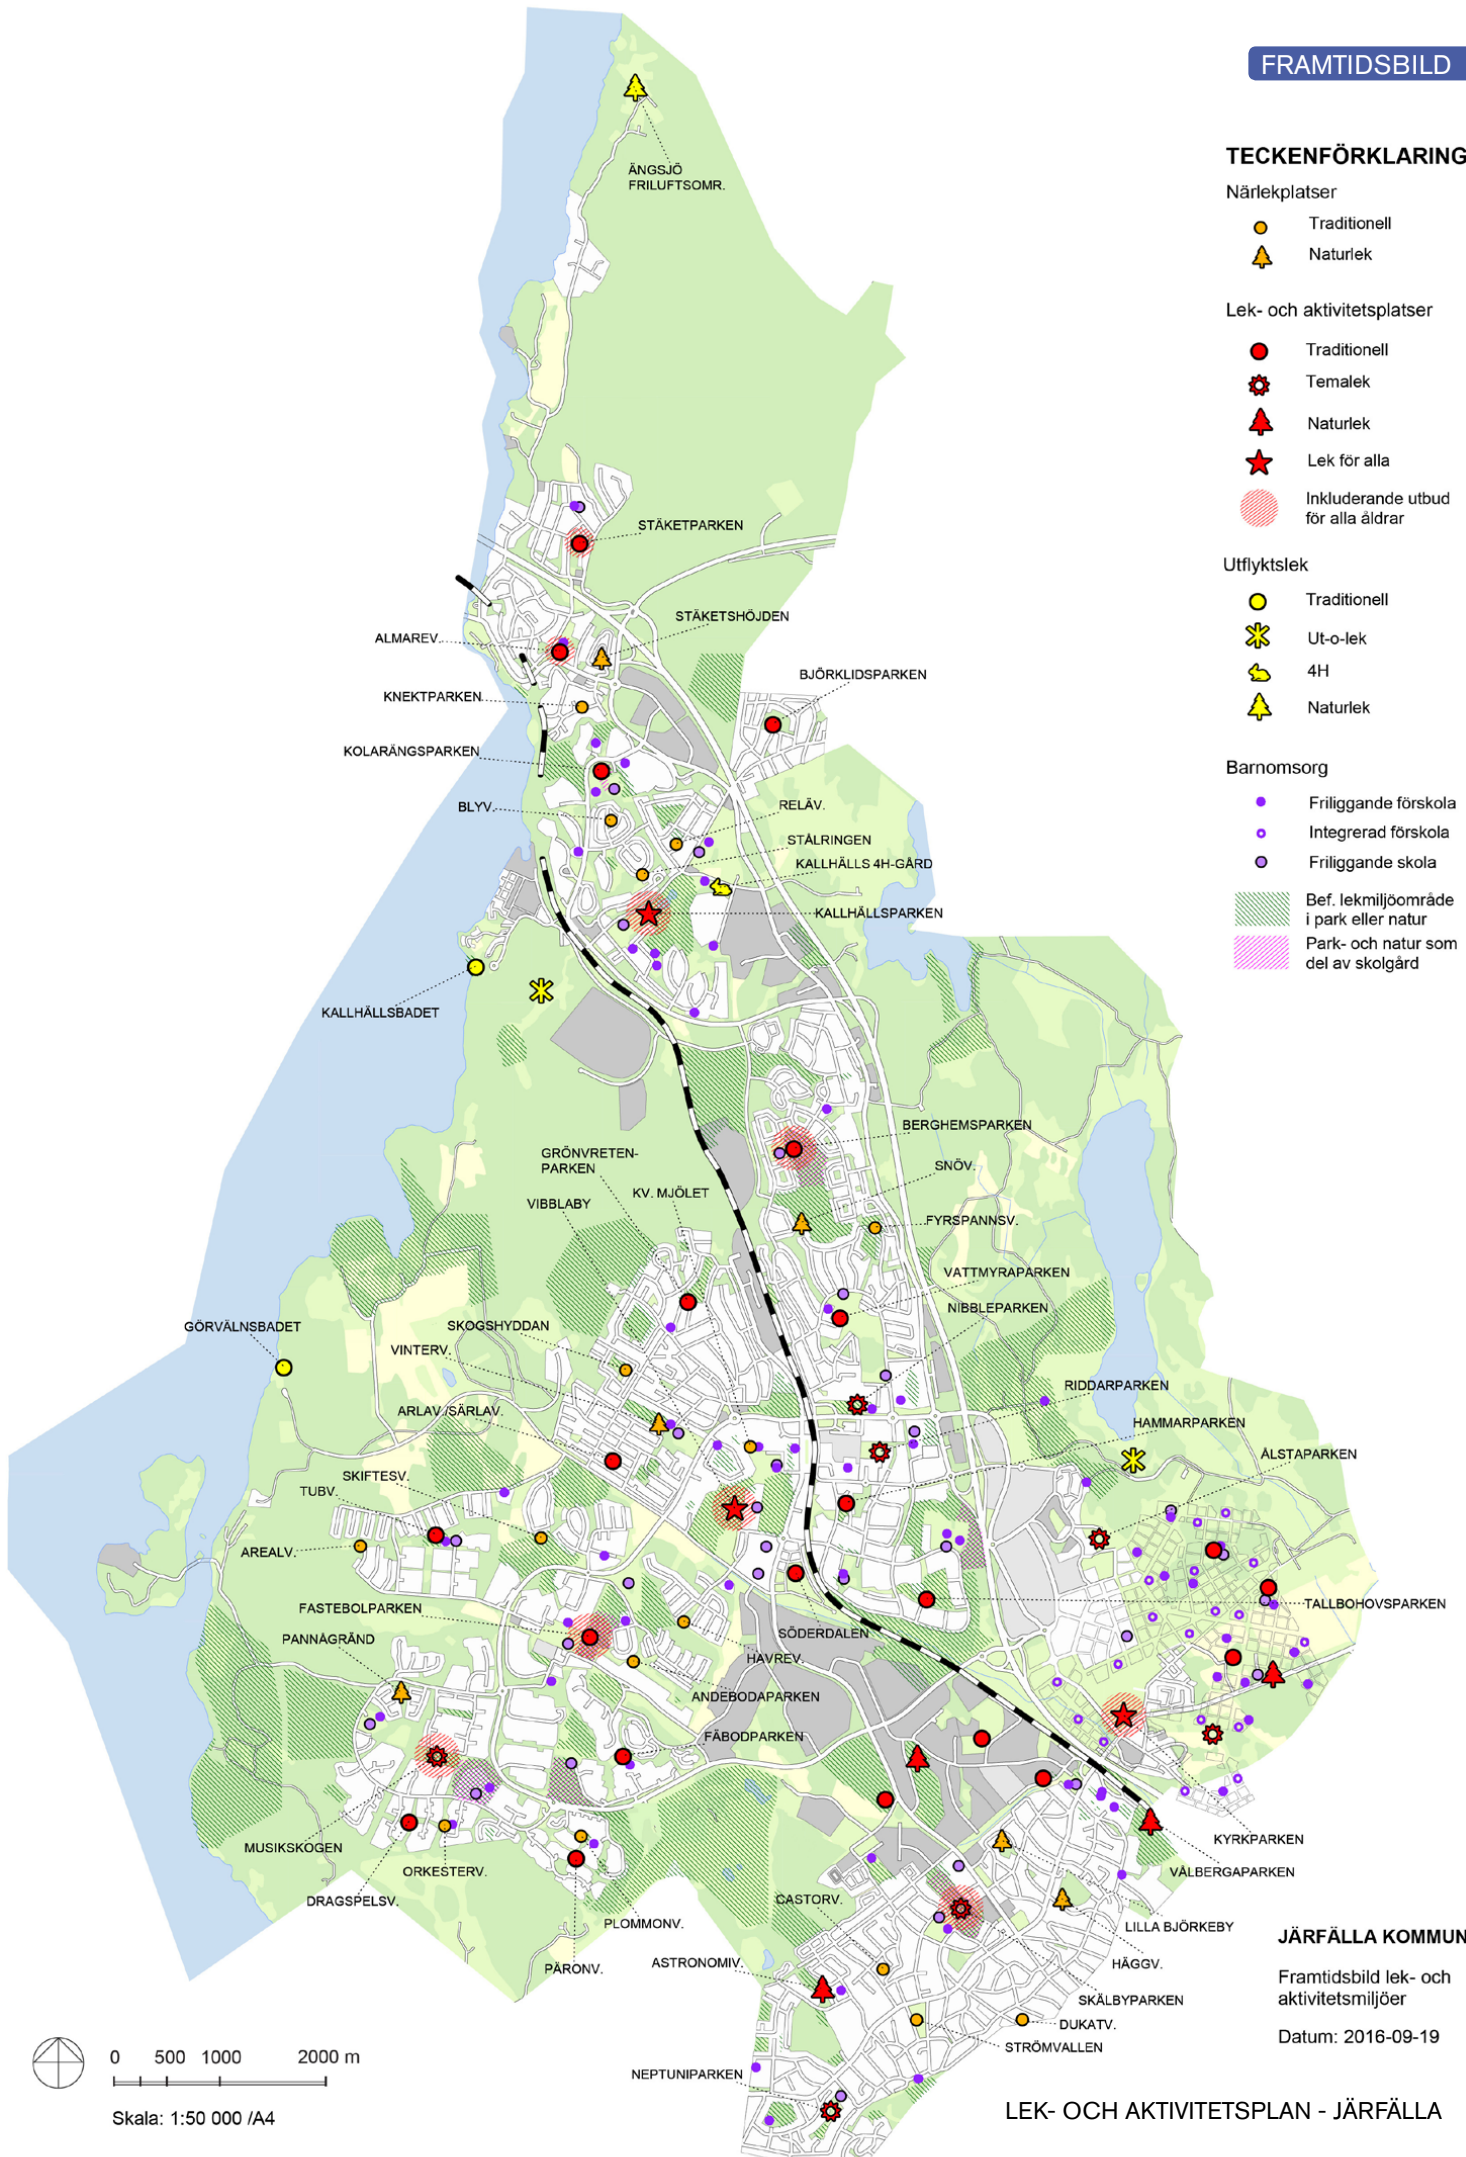 FRAMTIDSBILD
TECKENFÖRKLARING
Närlekplatser
Traditionell
Naturlek
Lek- och aktivitetsplatser
Traditionell
Temalek
Naturlek
Lek för alla
Inkluderande utbud
för alla åldrar
Utflyktslek
Traditionell
Ut-o-lek
4H
Naturlek
Barnomsorg
Friliggande förskola
Integrerad förskola
Friliggande skola
Bef. lekmiljöområde
i park eller natur
Park- och natur som
del av skolgård
ÄNGSJÖ
FRILUFTSOMR.
STÄKETPARKEN
STÄKETSHÖJDEN
ALMAREV.
BJÖRKLIDSPARKEN
KNEKTPARKEN
KOLARÄNGSPARKEN
BLYV.
RELÄV.
STÅLRINGEN
KALLHÄLLS 4H-GÅRD
KALLHÄLLSPARKEN
KALLHÄLLSBADET
BERGHEMSPARKEN
GRÖNVRETEN-
PARKEN
SNÖV.
KV. MJÖLET
VIBBLABY
FYRSPANNSV.
VATTMYRAPARKEN
NIBBLEPARKEN
GÖRVÄLNSBADET
SKOGSHYDDAN
VINTERV.
RIDDARPARKEN
ARLAV./SÄRLAV.
HAMMARPARKEN
ÅLSTAPARKEN
SKIFTESV.
TUBV.
AREALV.
FASTEBOLPARKEN
TALLBOHOVSPARKEN
SÖDERDALEN
PANNÅGRÄND
HAVREV.
ANDEBODAPARKEN
FÄBODPARKEN
MUSIKSKOGEN
KYRKPARKEN
ORKESTERV.
VÅLBERGAPARKEN
DRAGSPELSV.
CASTORV.
PLOMMONV.
LILLA BJÖRKEBY
PÄRONV.
ASTRONOMIV.
HÄGGV.
SKÄLBYPARKEN
DUKATV.
STRÖMVALLEN
NEPTUNIPARKEN
JÄRFÄLLA KOMMUN
Framtidsbild lek- och
aktivitetsmiljöer
Datum: 2016-09-19
0 500 1000 2000 m
Skala: 1:50 000 /A4
LEK- OCH AKTIVITETSPLAN - JÄRFÄLLA